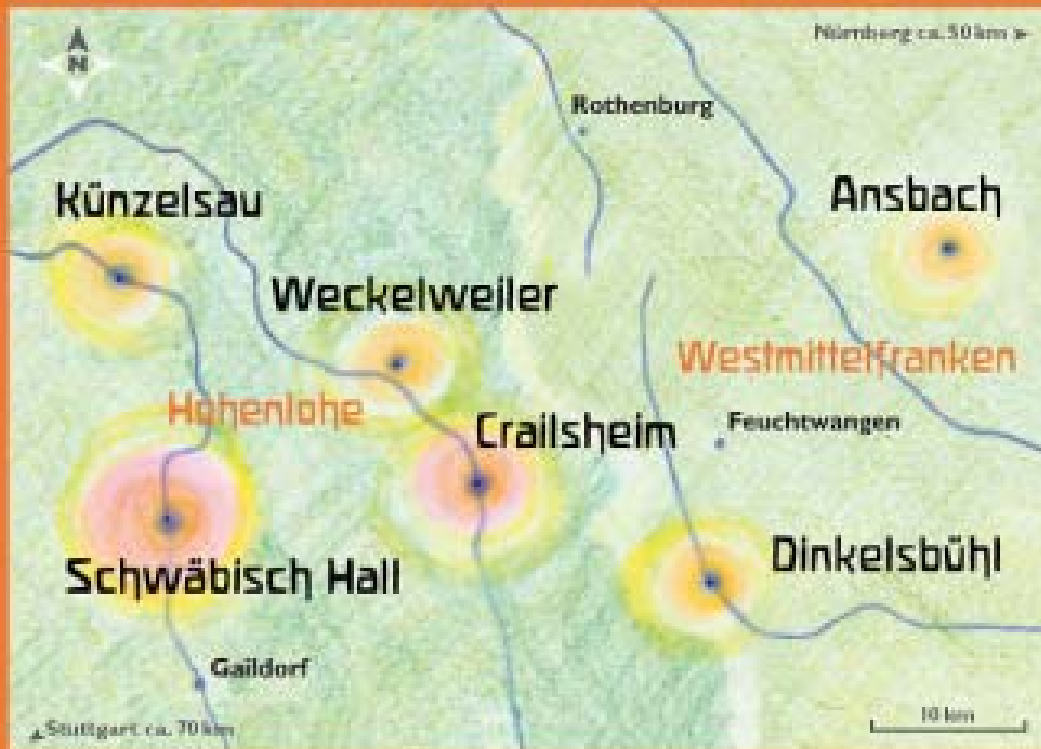 N
Nürnberg ca. 50 km
Rothenburg
Künzelsau
Ansbach
Weckelweiler
Westmittelfranken
Hohenlohe
Crailsheim
Feuchtwangen
Schwäbisch Hall
Dinkelsbühl
Gaildorf
Stuttgart ca. 70 km
10 km